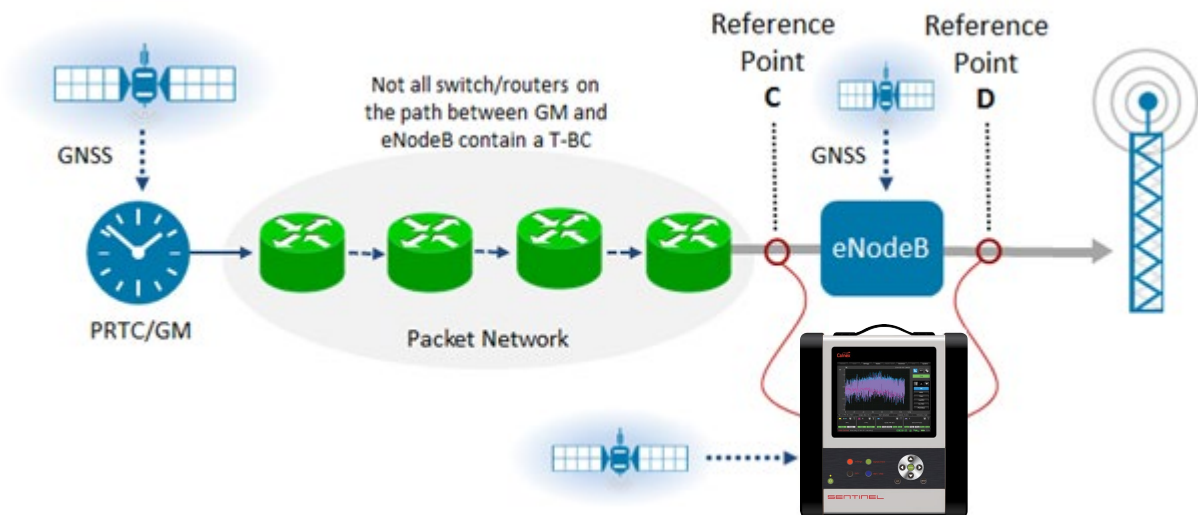 Reference
Point
C
Reference
Point
D
Not all switch/routers on
the path between GM and
eNodeB contain a T-BC
GNSS
GNSS
eNodeB
PRTC/GM
Packet Network
Calnex
SENTINEL